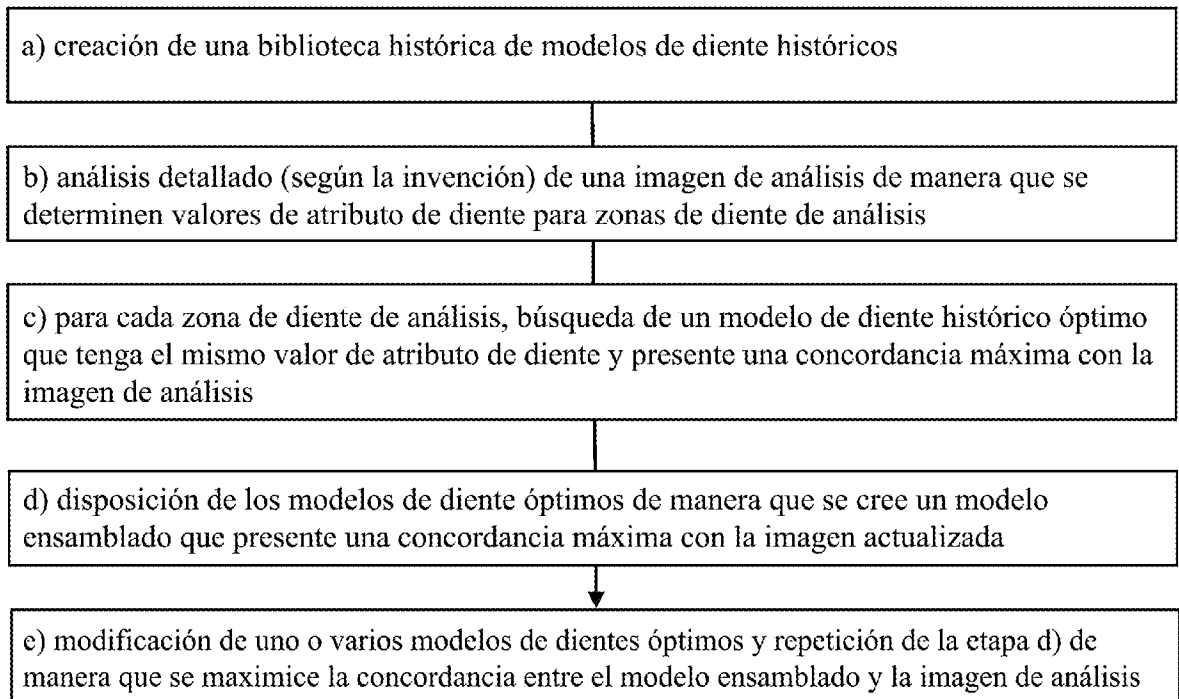 a) creación de una biblioteca histórica de modelos de diente históricos
b) análisis detallado (según la invención) de una imagen de análisis de manera que se
determinen valores de atributo de diente para zonas de diente de análisis
c) para cada zona de diente de análisis, búsqueda de un modelo de diente histórico óptimo
que tenga el mismo valor de atributo de diente y presente una concordancia máxima con la
imagen de análisis
d) disposición de los modelos de diente óptimos de manera que se cree un modelo
ensamblado que presente una concordancia máxima con la imagen actualizada
e) modificación de uno o varios modelos de dientes óptimos y repetición de la etapa d) de
manera que se maximice la concordancia entre el modelo ensamblado y la imagen de análisis